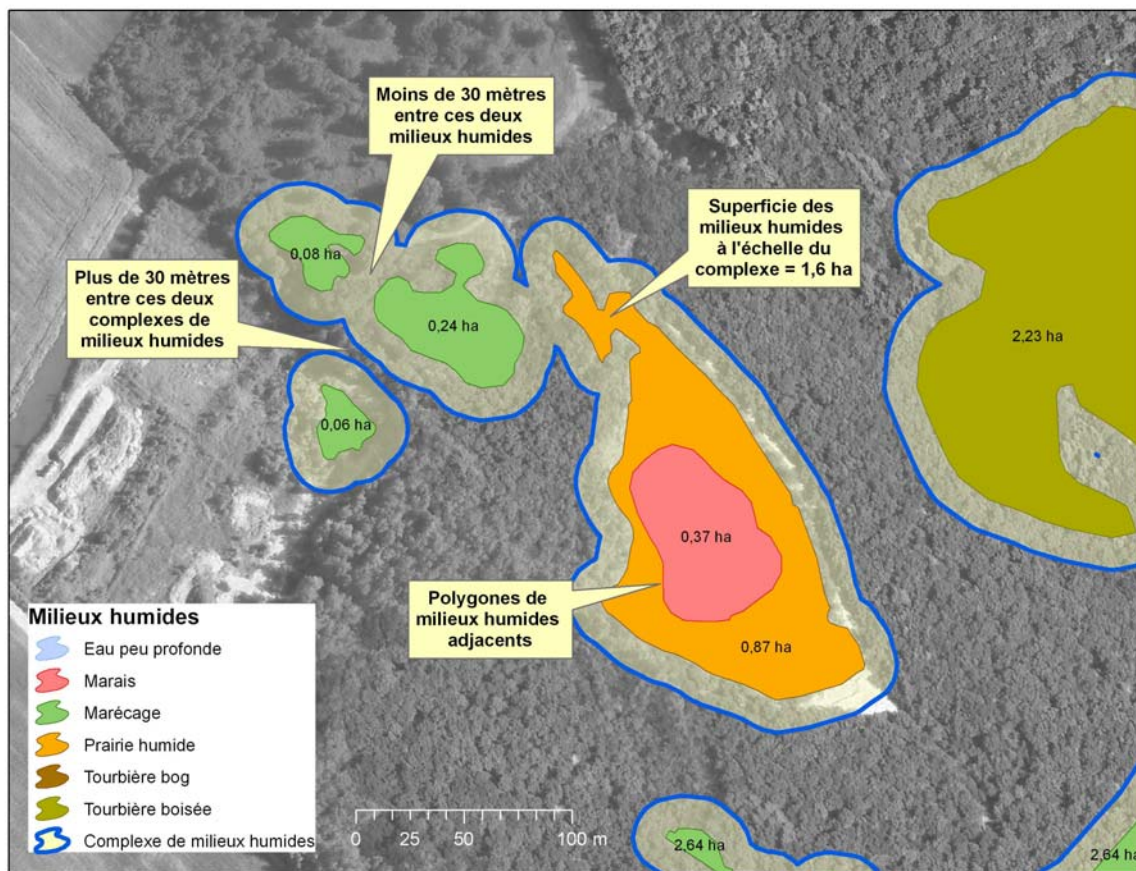 Moins de 30 mètres
entre ces deux
milieux humides
Superficie des
milieux humides
à l'échelle du
complexe = 1,6 ha
Plus de 30 mètres
entre ces deux
complexes de
milieux humides
0,08 ha
0,24 ha
0,06 ha
2,23 ha
0,37 ha
Polygones de
milieux humides
adjacents
0,87 ha
2,64 ha
2,64 ha
Milieux humides
Eau peu profonde
Marais
Marécage
Prairie humide
Tourbière bog
Tourbière boisée
Complexe de milieux humides
0 25 50 100 m